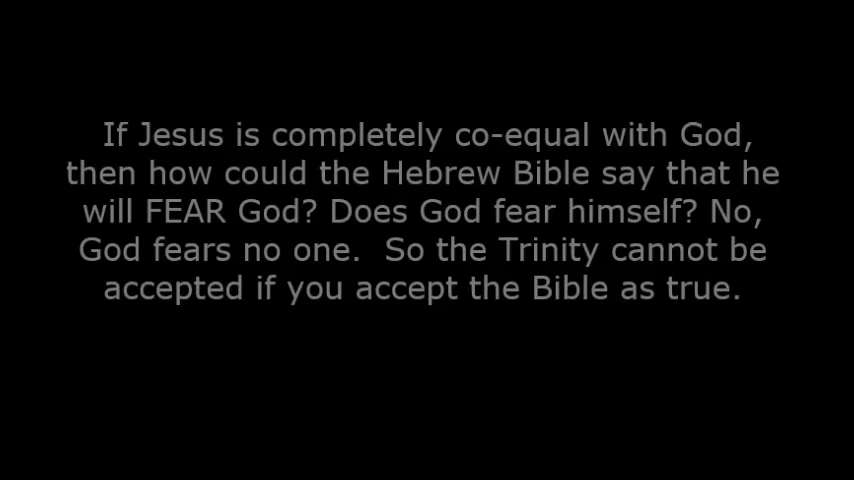 If Jesus is completely co-equal with God,
then how could the Hebrew Bible say that he
will FEAR God? Does God fear himself? No,
God fears no one.  So the Trinity cannot be
accepted if you accept the Bible as true.